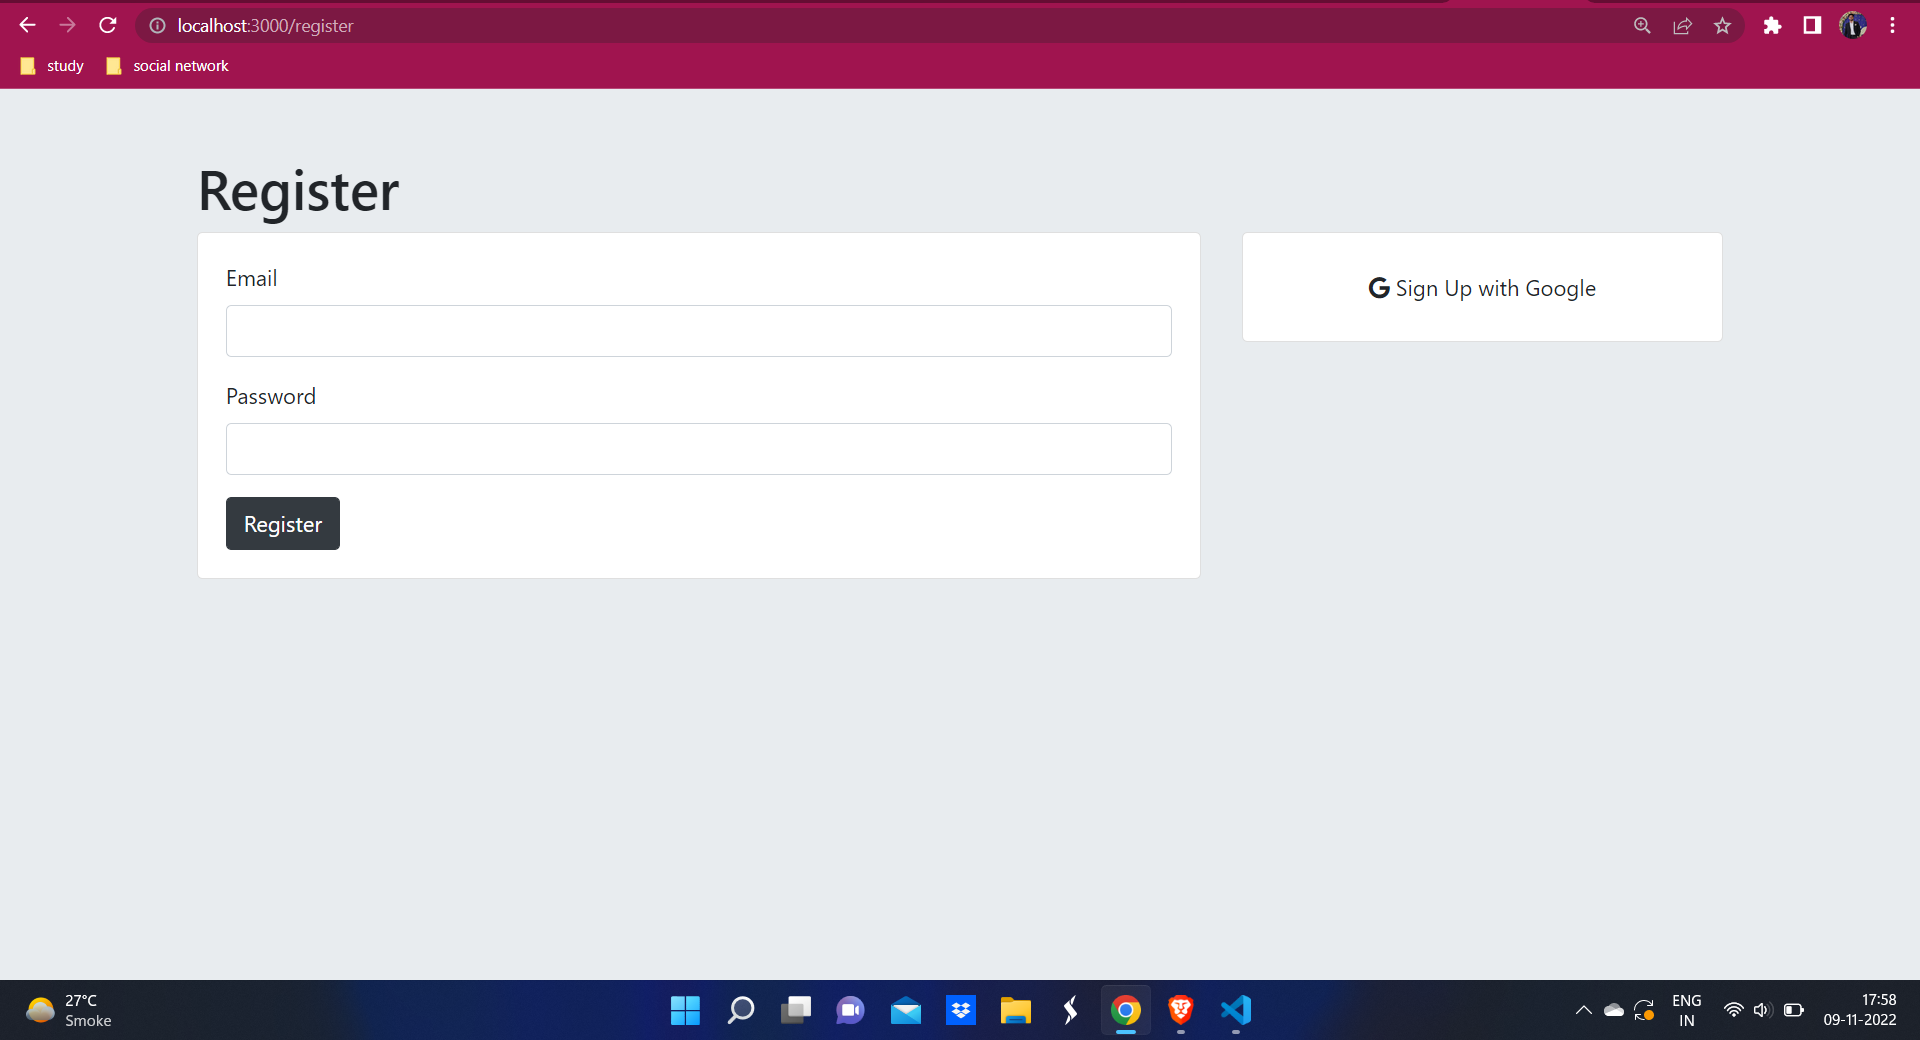 localhost:3000/register
study
social network
Register
Email
Password
Register
Sign Up with Google
27°C
Smoke
ENG
IN
17:58
09-11-2022